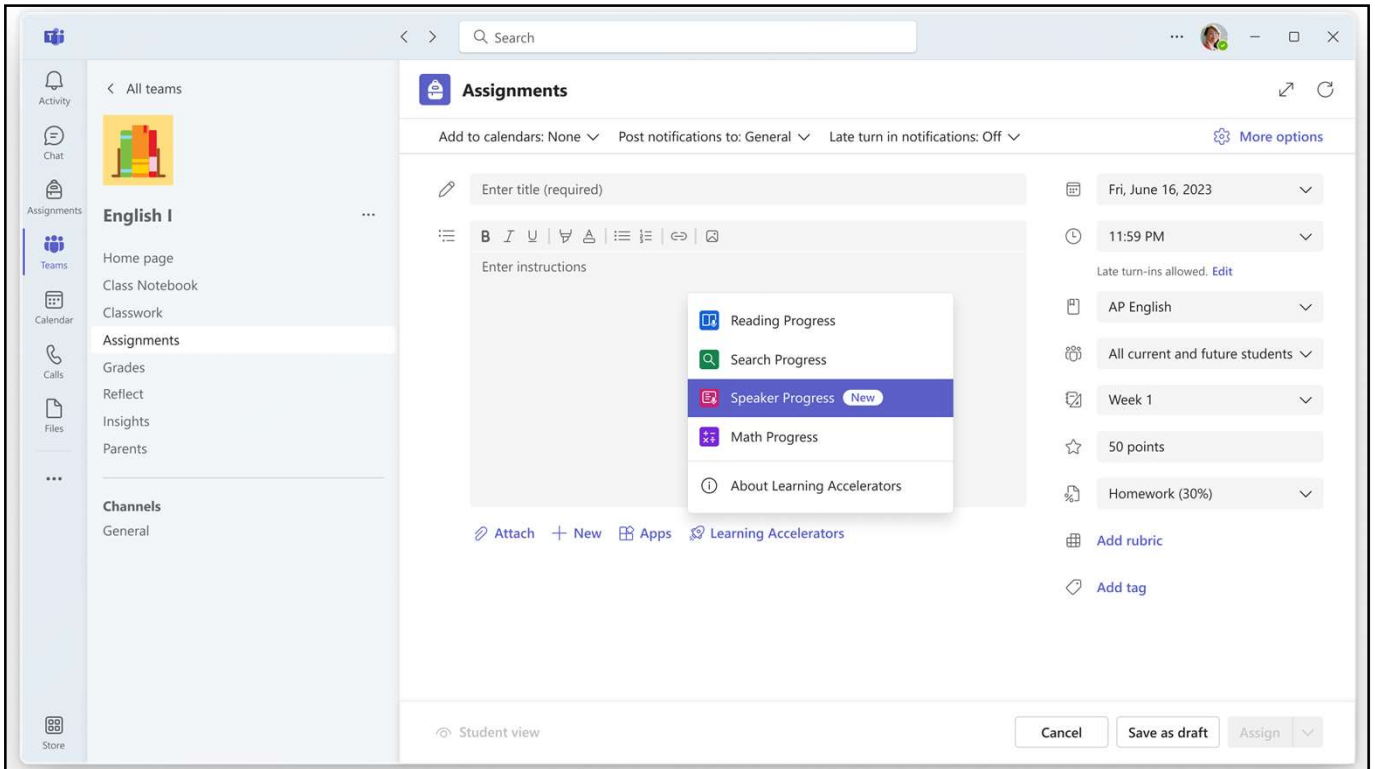 Search
Activity
Chat
Assignments
Teams
Calendar
Calls
Files
Store
All teams
English I
Home page
Class Notebook
Classwork
Assignments
Grades
Reflect
Insights
Parents
Channels
General
Assignments
Add to calendars: None Post notifications to: General Late turn in notifications: Off More options
Enter title (required)
B I U
Enter instructions
Reading Progress
Search Progress
Speaker Progress New
Math Progress
About Learning Accelerators
Attach New Apps Learning Accelerators
Fri, June 16, 2023
11:59 PM
Late turn-ins allowed. Edit
AP English
All current and future students
Week 1
50 points
Homework (30%)
Add rubric
Add tag
Student view Cancel Save as draft Assign